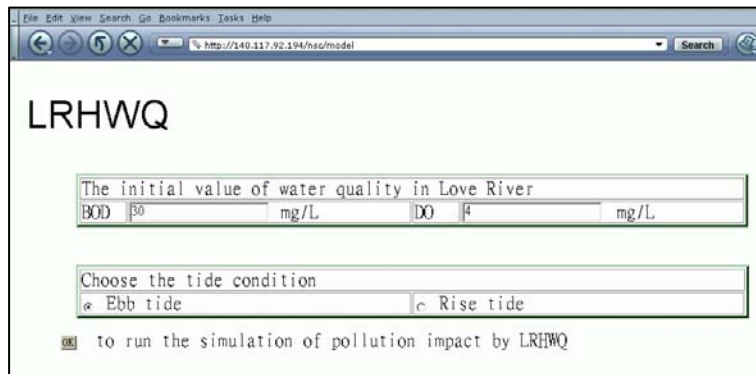 File Edit View Search Go Bookmarks Tasks Help
http://140.117.92.194/nsc/model Search
LRHWQ
The initial value of water quality in Love River
BOD 30 mg/L DO 4 mg/L
Choose the tide condition
Ebb tide Rise tide
OK to run the simulation of pollution impact by LRHWQ